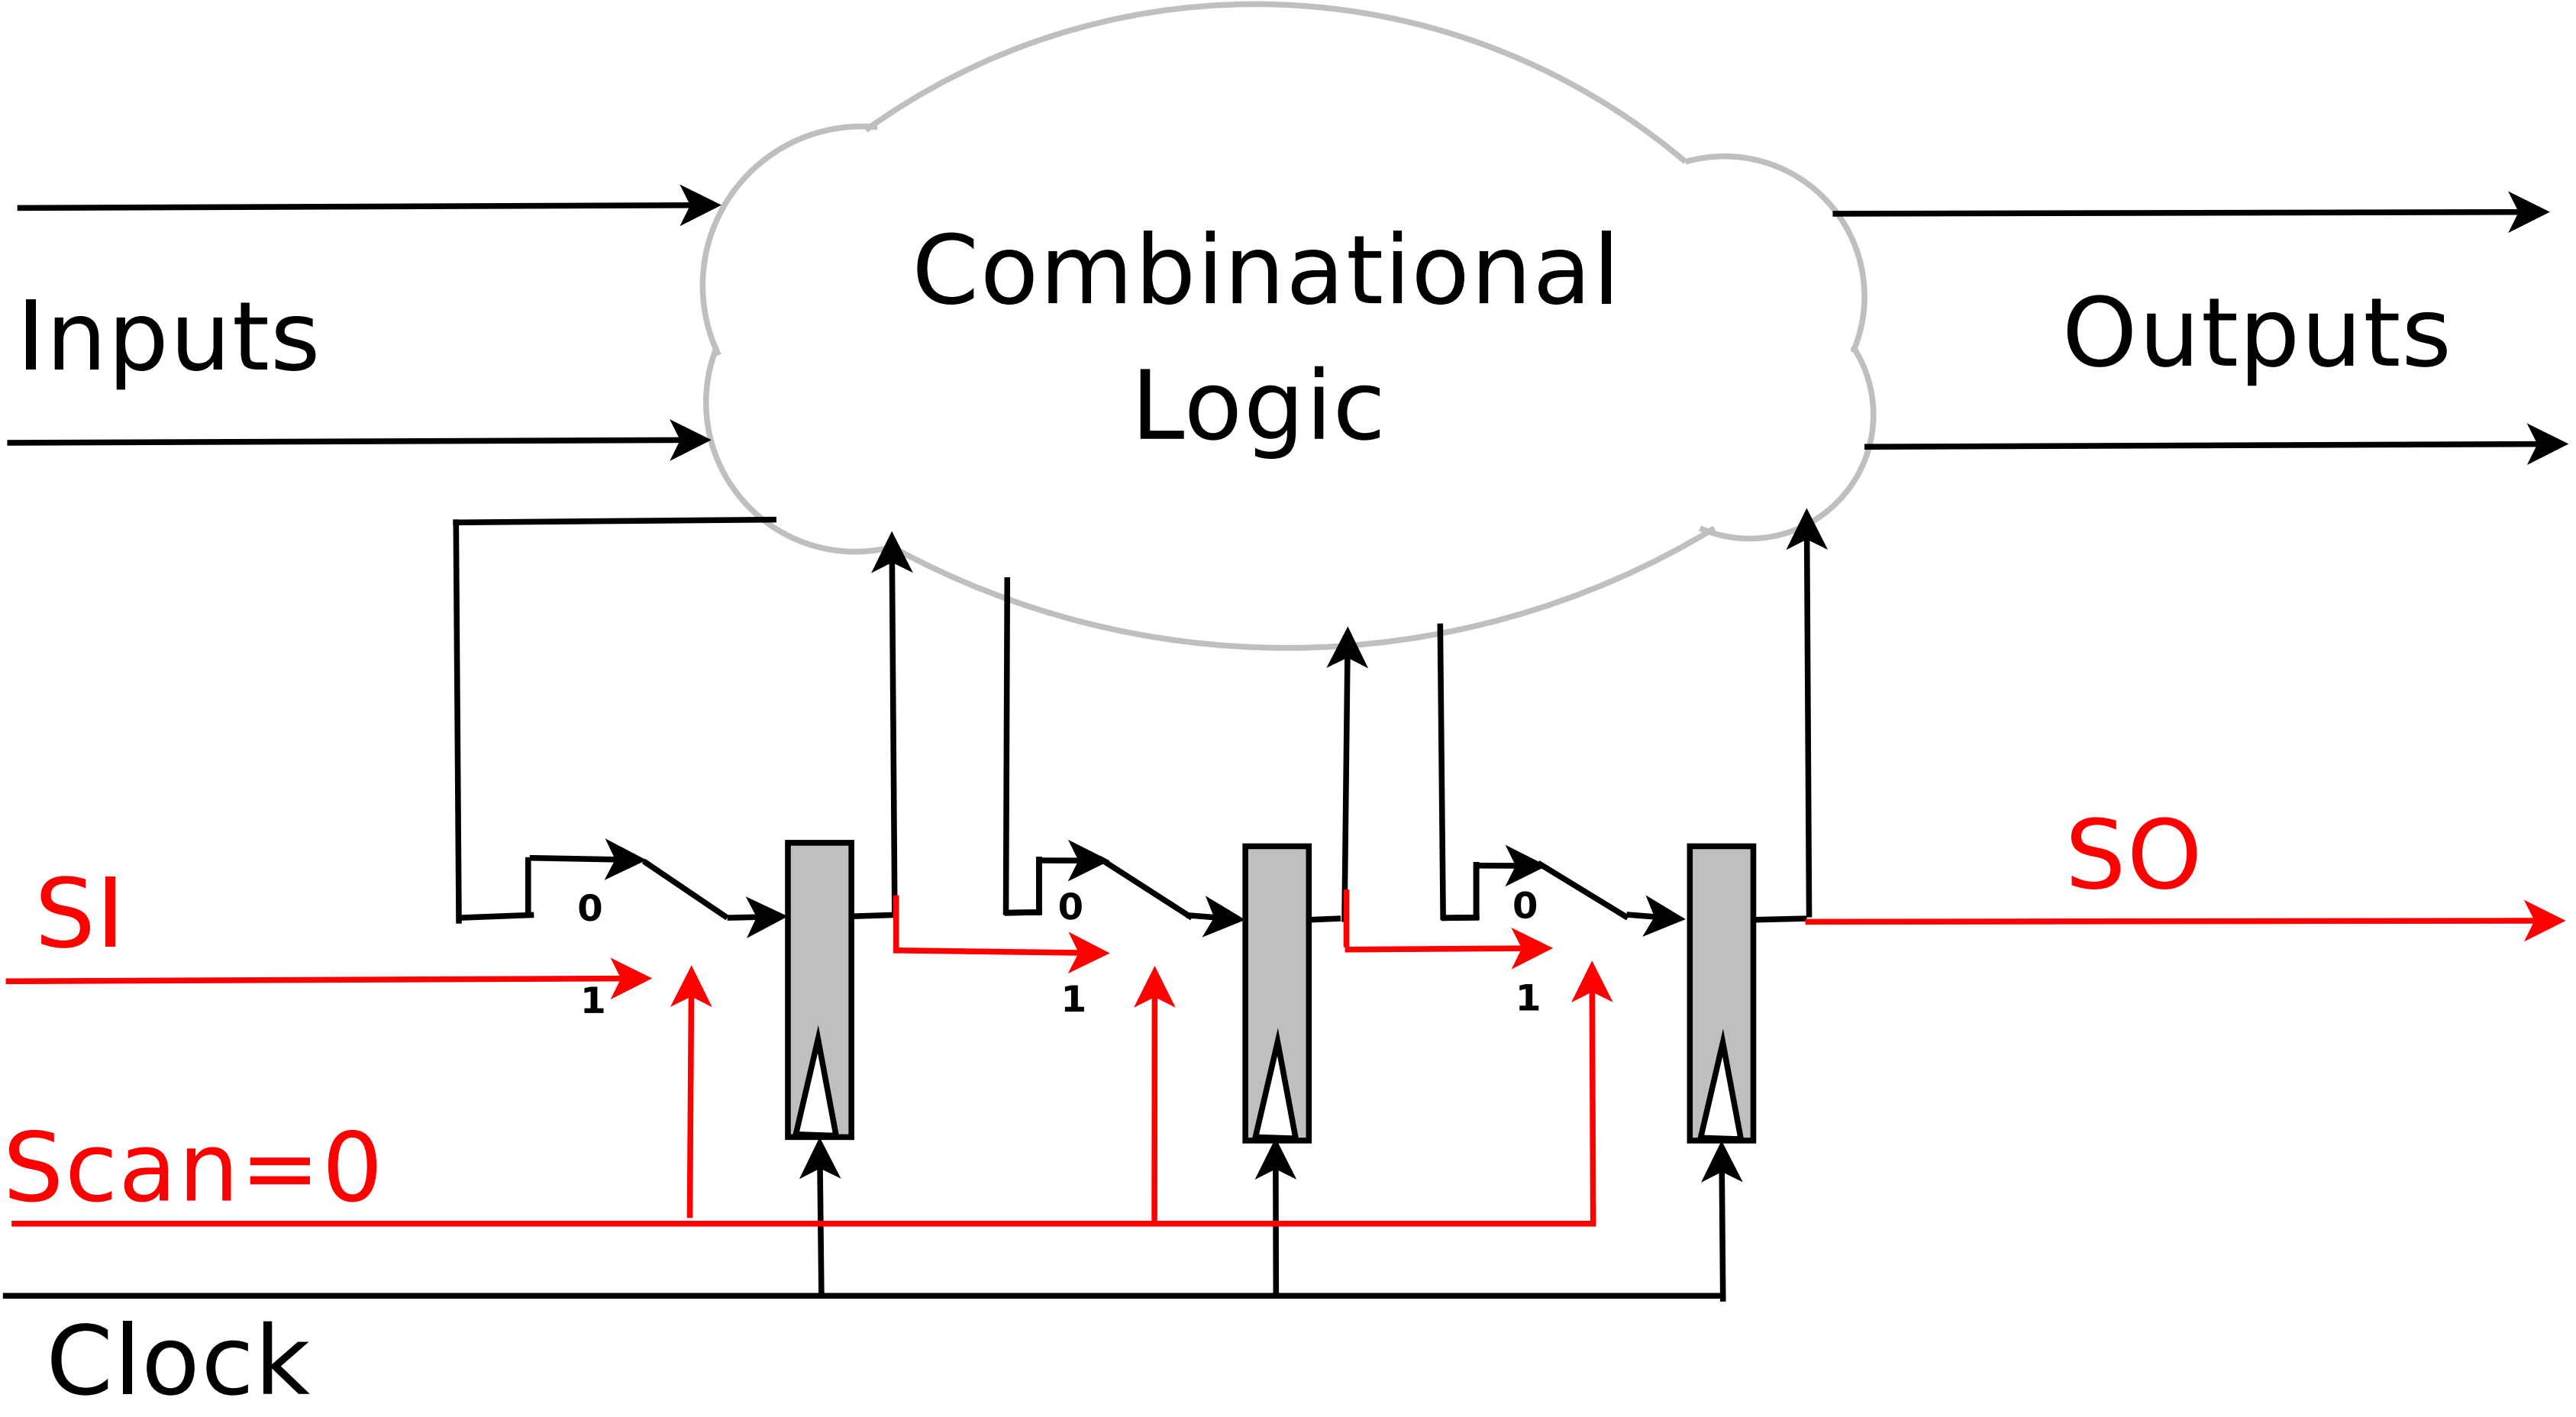 Combinational
Logic
Inputs
Outputs
SI
0
1
0
1
0
1
SO
Scan=0
Clock